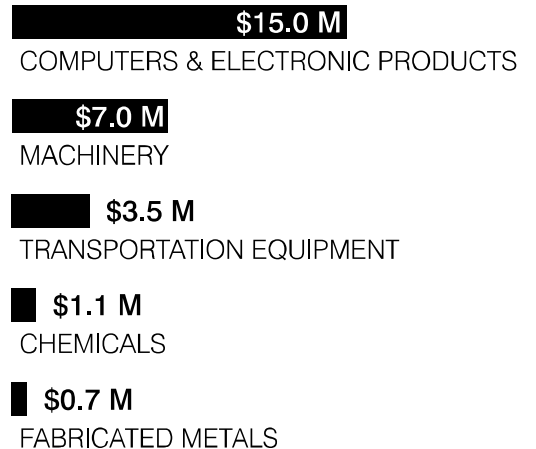 $15.0 M
COMPUTERS & ELECTRONIC PRODUCTS
$7.0 M
MACHINERY
$3.5 M
TRANSPORTATION EQUIPMENT
$1.1 M
CHEMICALS
$0.7 M
FABRICATED METALS